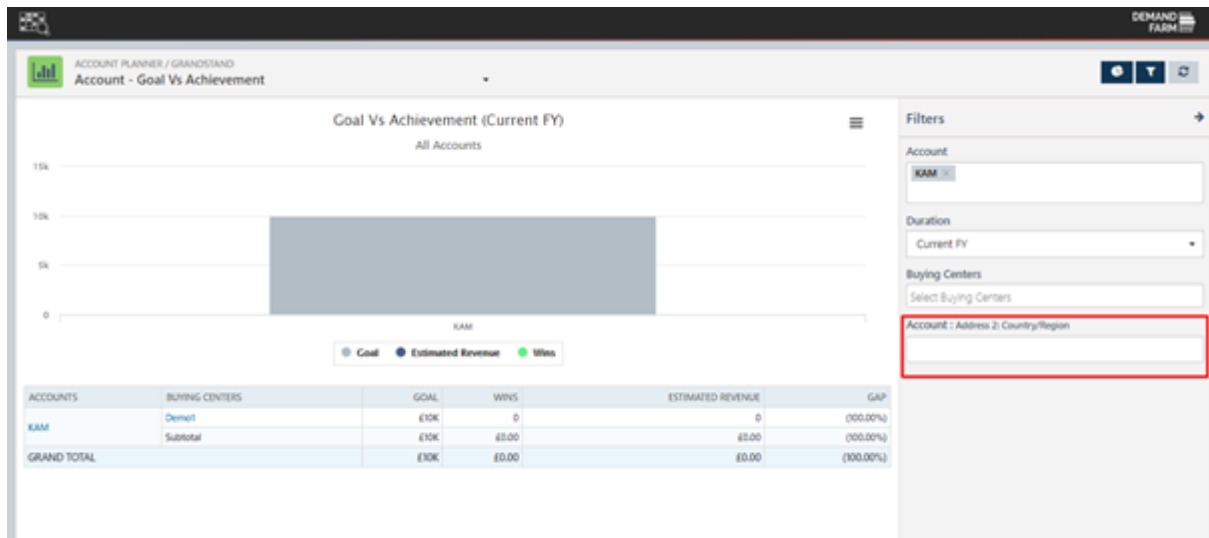 DEMAND
FARM
ACCOUNT PLANNER / GRANDSTAND
Account - Goal Vs Achievement
Goal Vs Achievement (Current FY)
All Accounts
15k
10k
5k
0
KAM
Goal Estimated Revenue Wins
ACCOUNTS BUYING CENTERS GOAL WINS ESTIMATED REVENUE GAP
KAM Demo1 £10K 0 0 (100.00%)
Subtotal £10K £0.00 £0.00 (100.00%)
GRAND TOTAL £10K £0.00 £0.00 (100.00%)
Filters
Account
KAM ×
Duration
Current FY
Buying Centers
Select Buying Centers
Account : Address 2: Country/Region